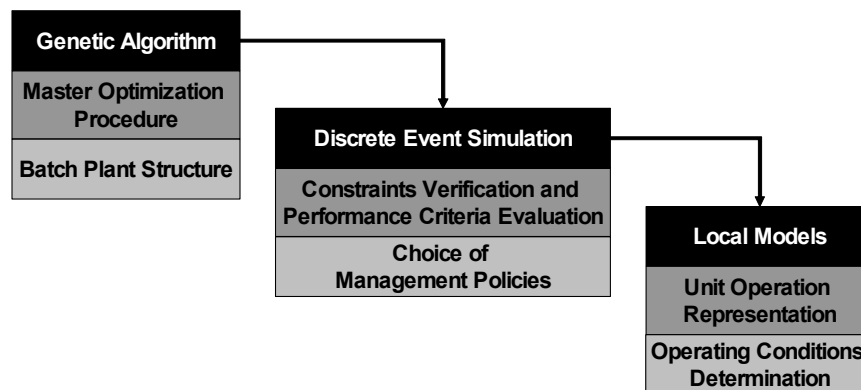 Genetic Algorithm
Master Optimization
Procedure
Batch Plant Structure
Discrete Event Simulation
Constraints Verification and
Performance Criteria Evaluation
Choice of
Management Policies
Local Models
Unit Operation
Representation
Operating Conditions
Determination